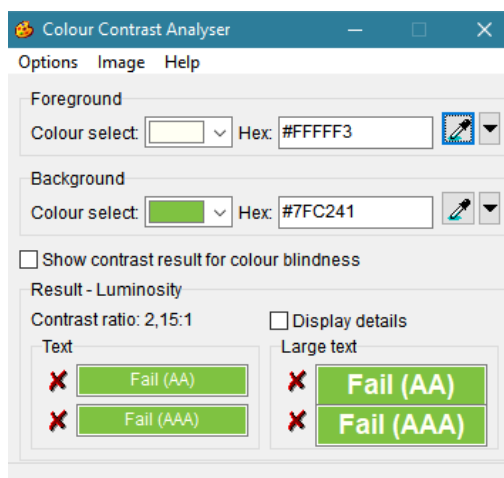 Colour Contrast Analyser
Options Image Help
Foreground
Colour select: Hex: #FFFFF3
Background
Colour select: Hex: #7FC241
Show contrast result for colour blindness
Result - Luminosity
Contrast ratio: 2,15:1 Display details
Text Large text
Fail (AA) Fail (AA)
Fail (AAA) Fail (AAA)